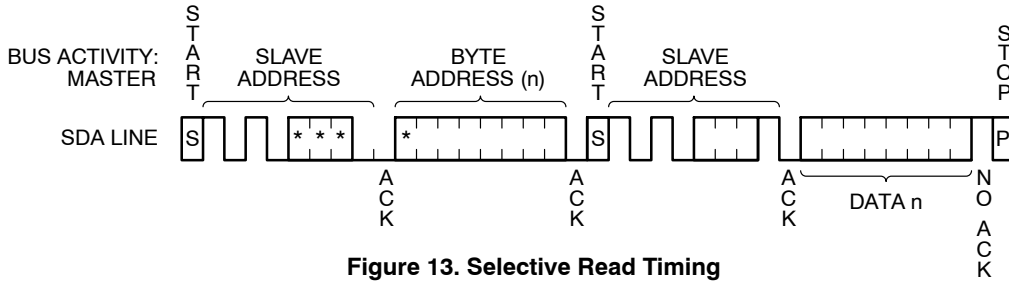 START
START
STOP
BUS ACTIVITY:
MASTER
SLAVE
ADDRESS
BYTE
ADDRESS (n)
SLAVE
ADDRESS
SDA LINE
S
* * *
*
S
P
ACK
ACK
ACK
DATA n
NO ACK
Figure 13. Selective Read Timing